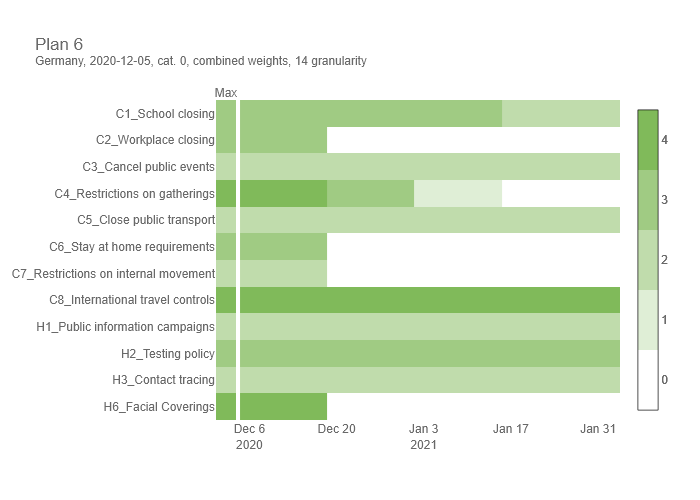 Plan 6
Germany, 2020-12-05, cat. 0, combined weights, 14 granularity
Max
C1_School closing
C2_Workplace closing
C3_Cancel public events
C4_Restrictions on gatherings
C5_Close public transport
C6_Stay at home requirements
C7_Restrictions on internal movement
C8_International travel controls
H1_Public information campaigns
H2_Testing policy
H3_Contact tracing
H6_Facial Coverings
4
3
2
1
0
Dec 6 Dec 20 Jan 3 Jan 17 Jan 31
2020 2021